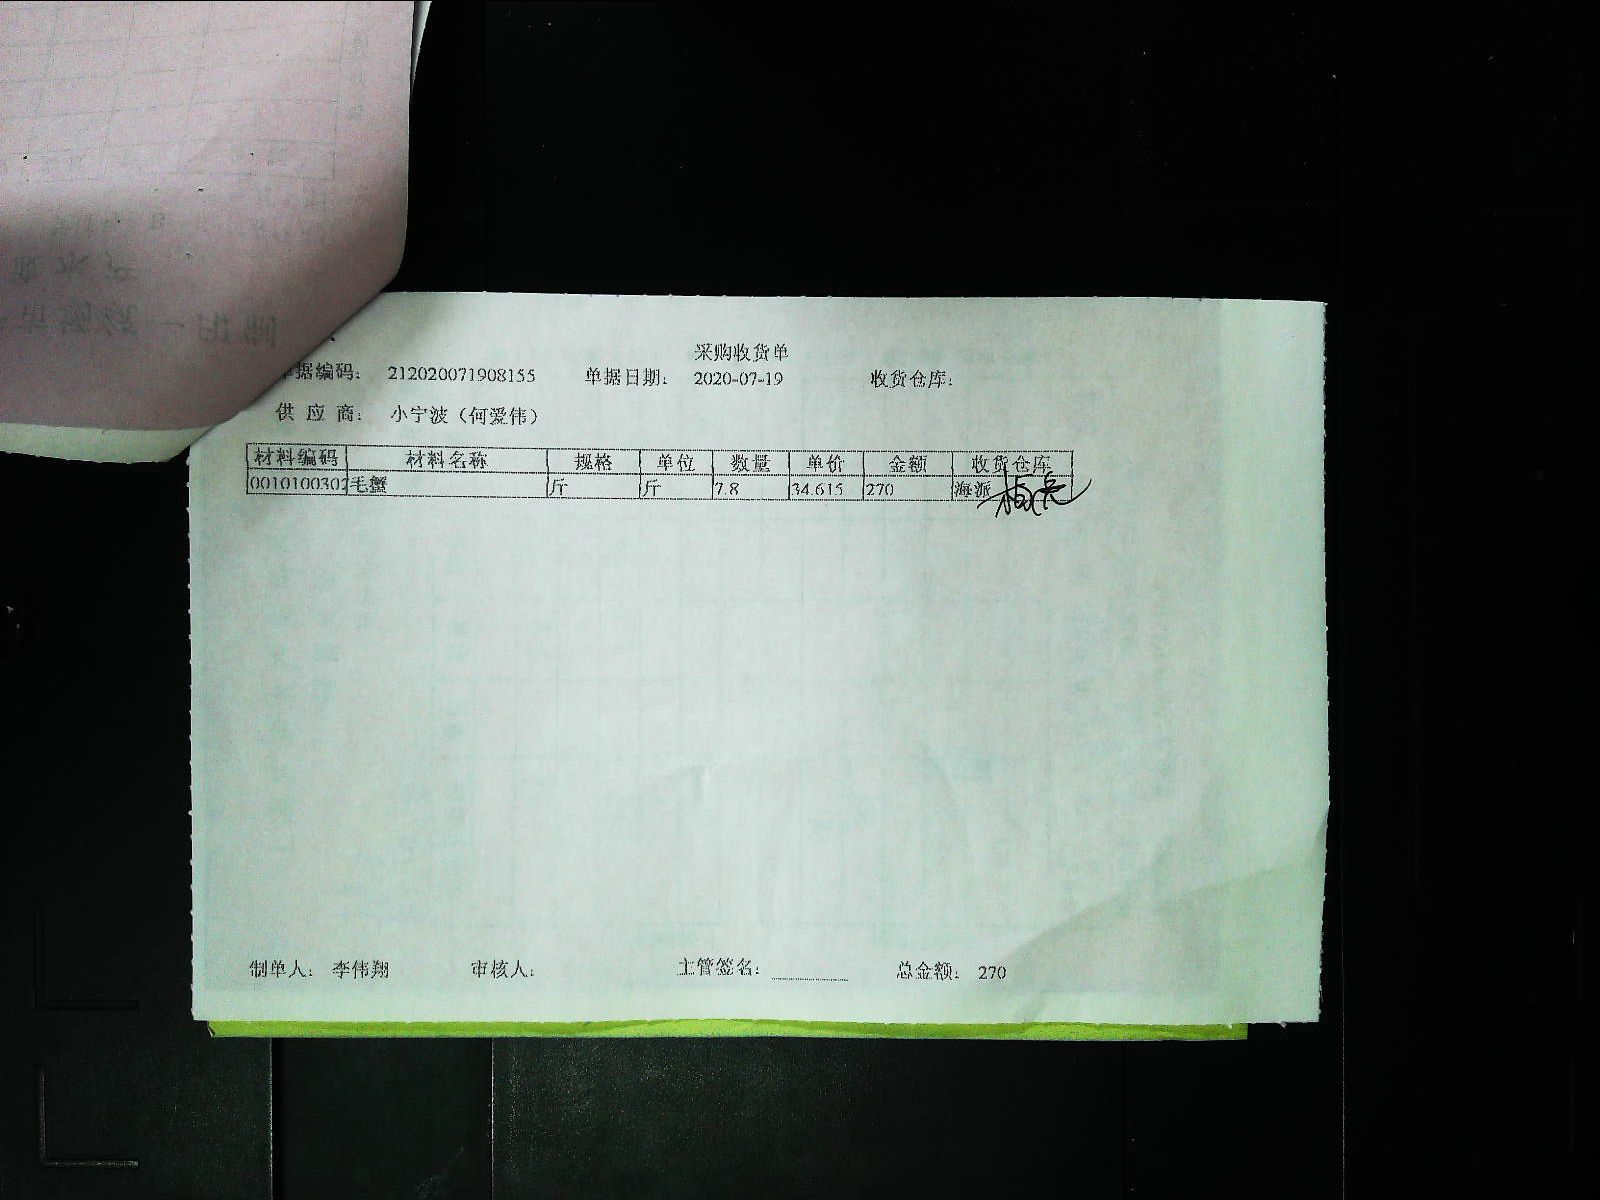 采购收货单
单据编码： 212020071908155 单据日期： 2020-07-19 收货仓库：
供 应 商： 小宁波（何爱伟）
材料编码 材料名称 规格 单位 数量 单价 金额 收货仓库
0010100302 毛蟹 斤 斤 7.8 34.615 270 海派
制单人： 李伟翔 审核人： 主管签名： 总金额： 270